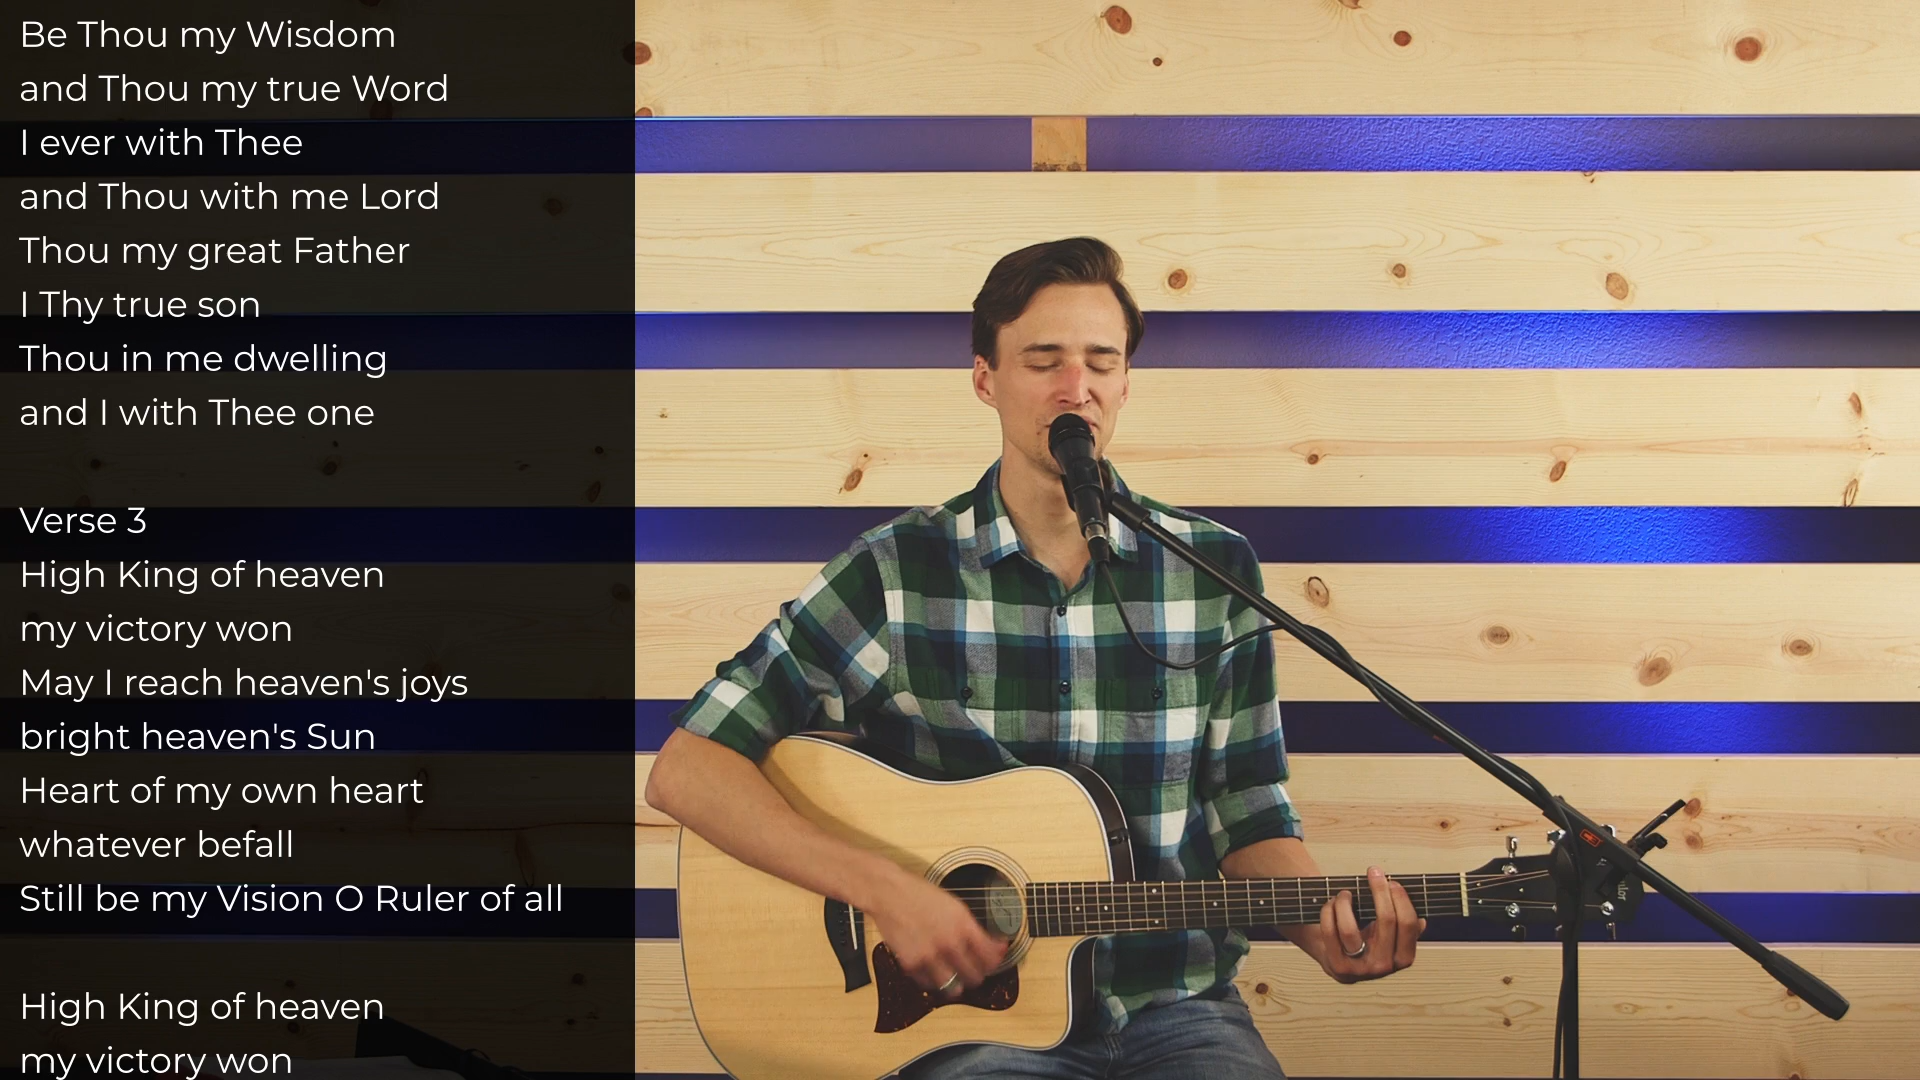 Be Thou my Wisdom
and Thou my true Word
I ever with Thee
and Thou with me Lord
Thou my great Father
I Thy true son
Thou in me dwelling
and I with Thee one
Verse 3
High King of heaven
my victory won
May I reach heaven's joys
bright heaven's Sun
Heart of my own heart
whatever befall
Still be my Vision O Ruler of all
High King of heaven
my victory won